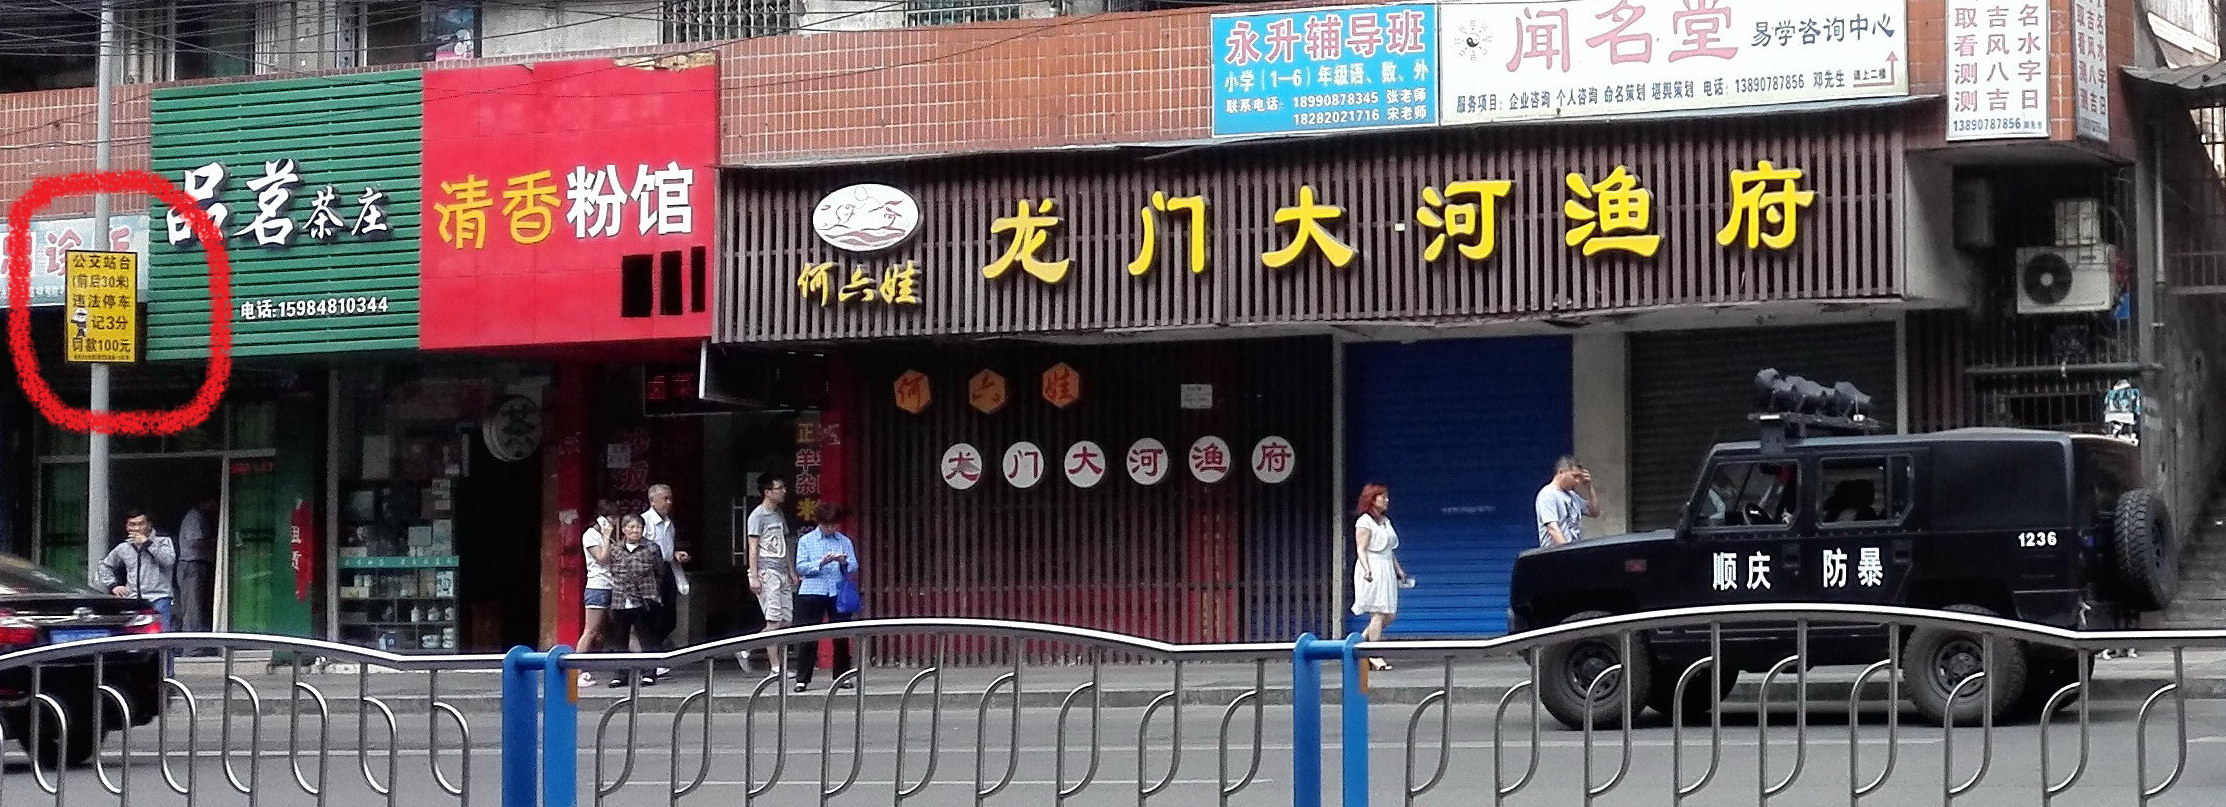 公交站台
(前后30米)
违法停车
记3分
罚款100元
品茗茶庄
电话:15984810344
清香粉馆
何六娃
龙门大河渔府
永升辅导班
小学(1—6)年级语、数、外
联系电话: 18990878345 张老师
18282021716 宋老师
闻名堂 易学咨询中心
服务项目: 企业咨询 个人咨询 命名策划 堪舆策划 电话: 13890787856 邓先生 请上二楼
取吉名
看风水
测八字
测吉日
13890787856
何六娃
龙门大河渔府
茶
顺庆 防暴
1236